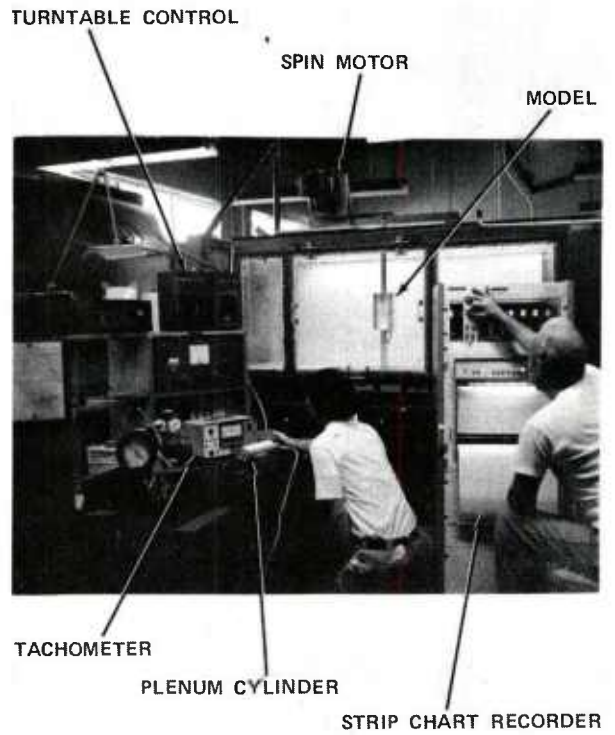 TURNTABLE CONTROL
SPIN MOTOR
MODEL
TACHOMETER
PLENUM CYLINDER
STRIP CHART RECORDER